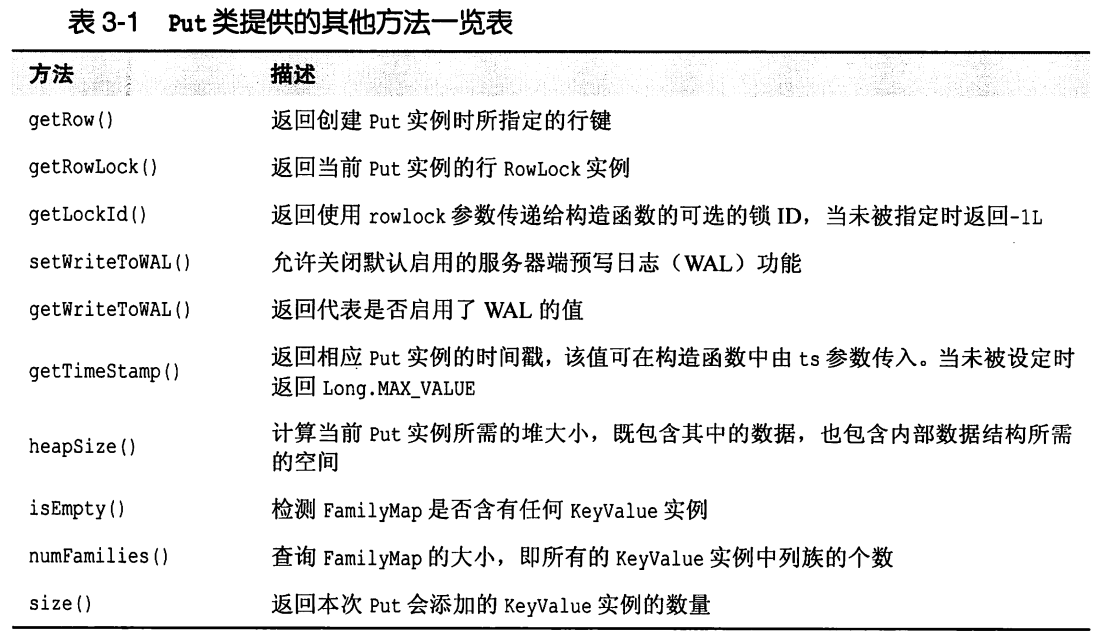 表 3-1 Put 类提供的其他方法一览表
方法 描述
getRow() 返回创建 Put 实例时所指定的行键
getRowLock() 返回当前 Put 实例的行 RowLock 实例
getLockId() 返回使用 rowlock 参数传递给构造函数的可选的锁 ID，当未被指定时返回-1L
setWriteToWAL() 允许关闭默认启用的服务器端预写日志（WAL）功能
getWriteToWAL() 返回代表是否启用了 WAL 的值
getTimeStamp() 返回相应 Put 实例的时间戳，该值可在构造函数中由 ts 参数传入。当未被设定时
返回 Long.MAX_VALUE
heapSize() 计算当前 Put 实例所需的堆大小，既包含其中的数据，也包含内部数据结构所需
的空间
isEmpty() 检测 FamilyMap 是否含有任何 KeyValue 实例
numFamilies() 查询 FamilyMap 的大小，即所有的 KeyValue 实例中列族的个数
size() 返回本次 Put 会添加的 KeyValue 实例的数量